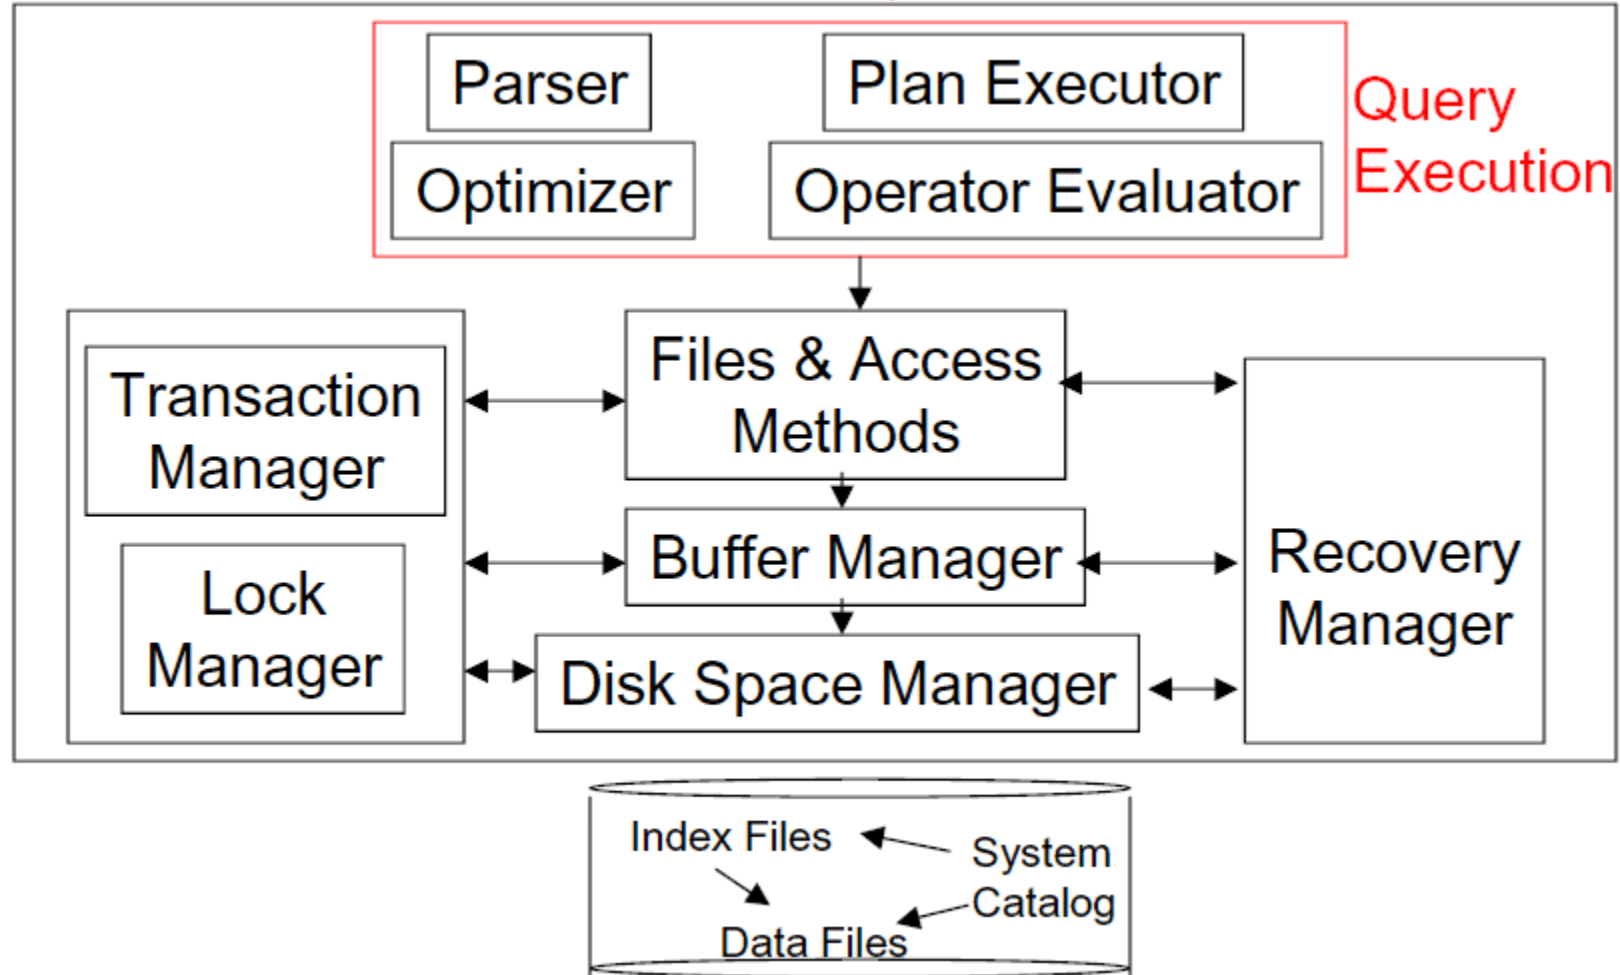 Parser
Plan Executor
Optimizer
Operator Evaluator
Query
Execution
Transaction
Manager
Lock
Manager
Files & Access
Methods
Buffer Manager
Disk Space Manager
Recovery
Manager
Index Files
System
Catalog
Data Files